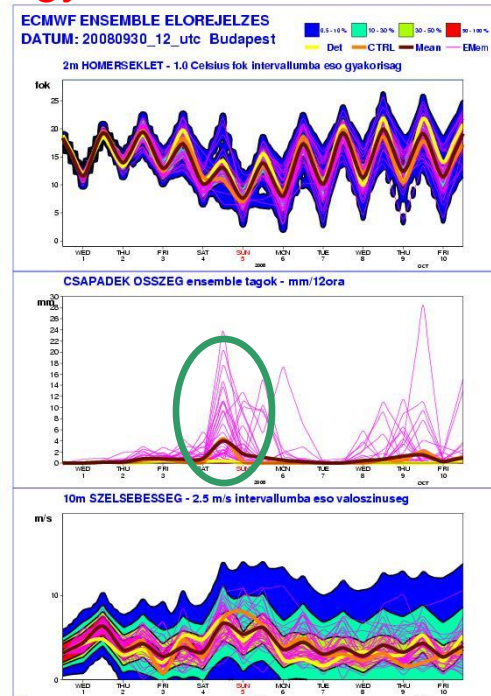 ECMWF ENSEMBLE ELOREJELZES
DATUM: 20080930_12_utc Budapest
0.5 - 10% 10 - 30% 30 - 50% 50 - 100%
Det CTRL Mean EMem
2m HOMERSEKLET - 1.0 Celsius fok intervallumba eso gyakorisag
fok
25
20
15
10
5
0
WED THU FRI SAT SUN MON TUE WED THU FRI
1 2 3 4 5 6 7 8 9 10
2008 OCT
CSAPADEK OSSZEG ensemble tagok - mm/12ora
mm
30
28
26
24
22
20
18
16
14
12
10
8
6
4
2
0
WED THU FRI SAT SUN MON TUE WED THU FRI
1 2 3 4 5 6 7 8 9 10
2008 OCT
10m SZELSEBESSEG - 2.5 m/s intervallumba eso valoszinuseg
m/s
20
10
0
WED THU FRI SAT SUN MON TUE WED THU FRI
1 2 3 4 5 6 7 8 9 10